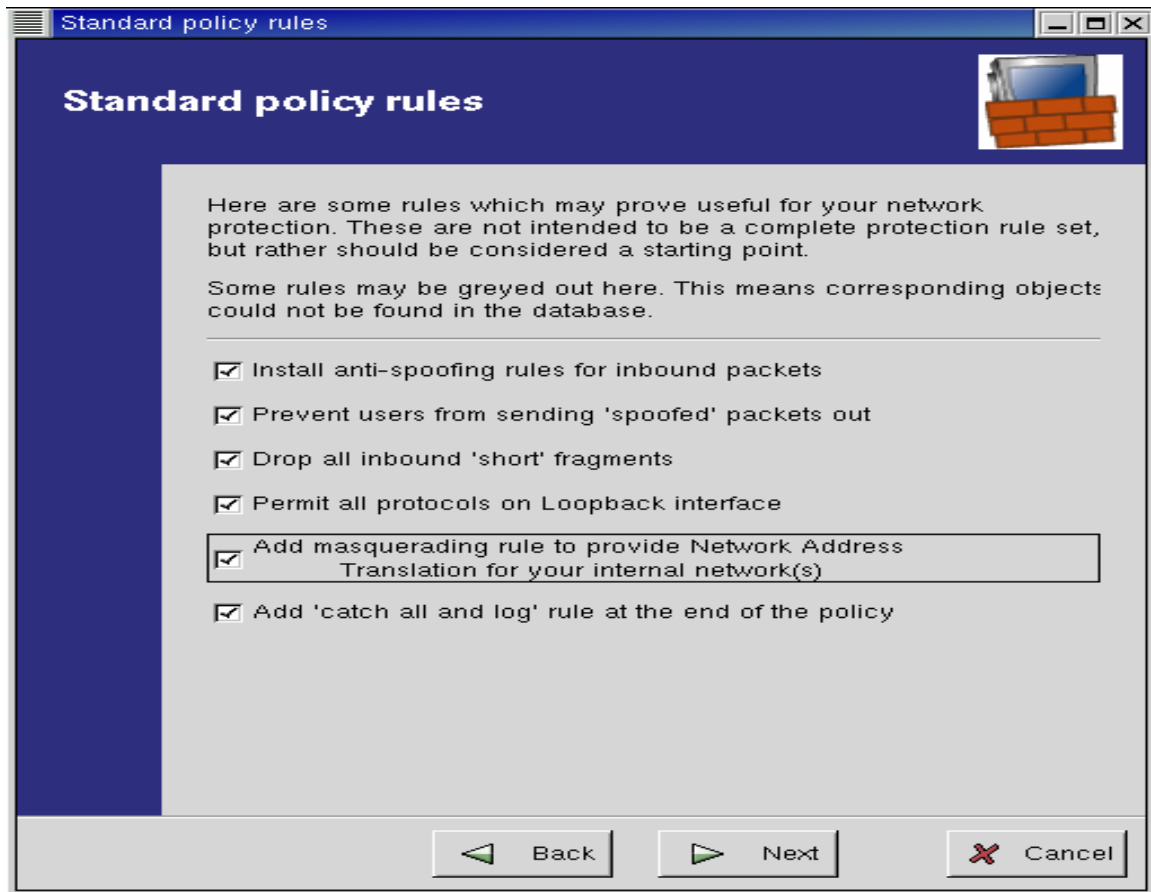 Standard policy rules
Standard policy rules
Here are some rules which may prove useful for your network
protection. These are not intended to be a complete protection rule set,
but rather should be considered a starting point.
Some rules may be greyed out here. This means corresponding objects
could not be found in the database.
Install anti-spoofing rules for inbound packets
Prevent users from sending 'spoofed' packets out
Drop all inbound 'short' fragments
Permit all protocols on Loopback interface
Add masquerading rule to provide Network Address
Translation for your internal network(s)
Add 'catch all and log' rule at the end of the policy
Back
Next
Cancel